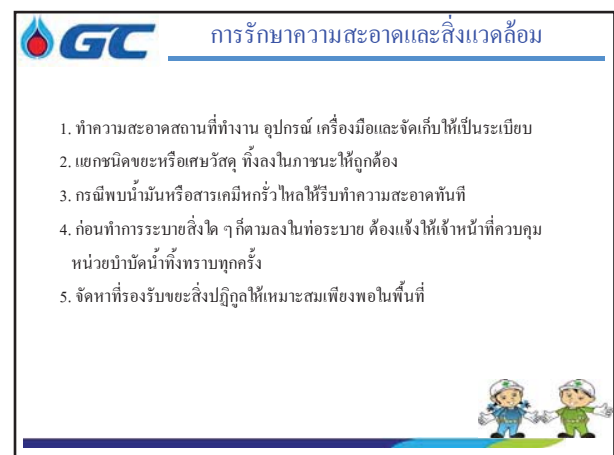 GC
การรักษาความสะอาดและสิ่งแวดล้อม
1. ทำความสะอาดสถานที่ทำงาน อุปกรณ์ เครื่องมือและจัดเก็บให้เป็นระเบียบ
2. แยกชนิดขยะหรือเศษวัสดุ ทิ้งลงในภาชนะให้ถูกต้อง
3. กรณีพบน้ำมันหรือสารเคมีหกรั่วไหลให้รีบทำความสะอาดทันที
4. ก่อนทำการระบายสิ่งใด ๆ ก็ตามลงในท่อระบาย ต้องแจ้งให้เจ้าหน้าที่ควบคุม
หน่วยบำบัดน้ำทิ้งทราบทุกครั้ง
5. จัดหาที่รองรับขยะสิ่งปฏิกูลให้เหมาะสมเพียงพอในพื้นที่